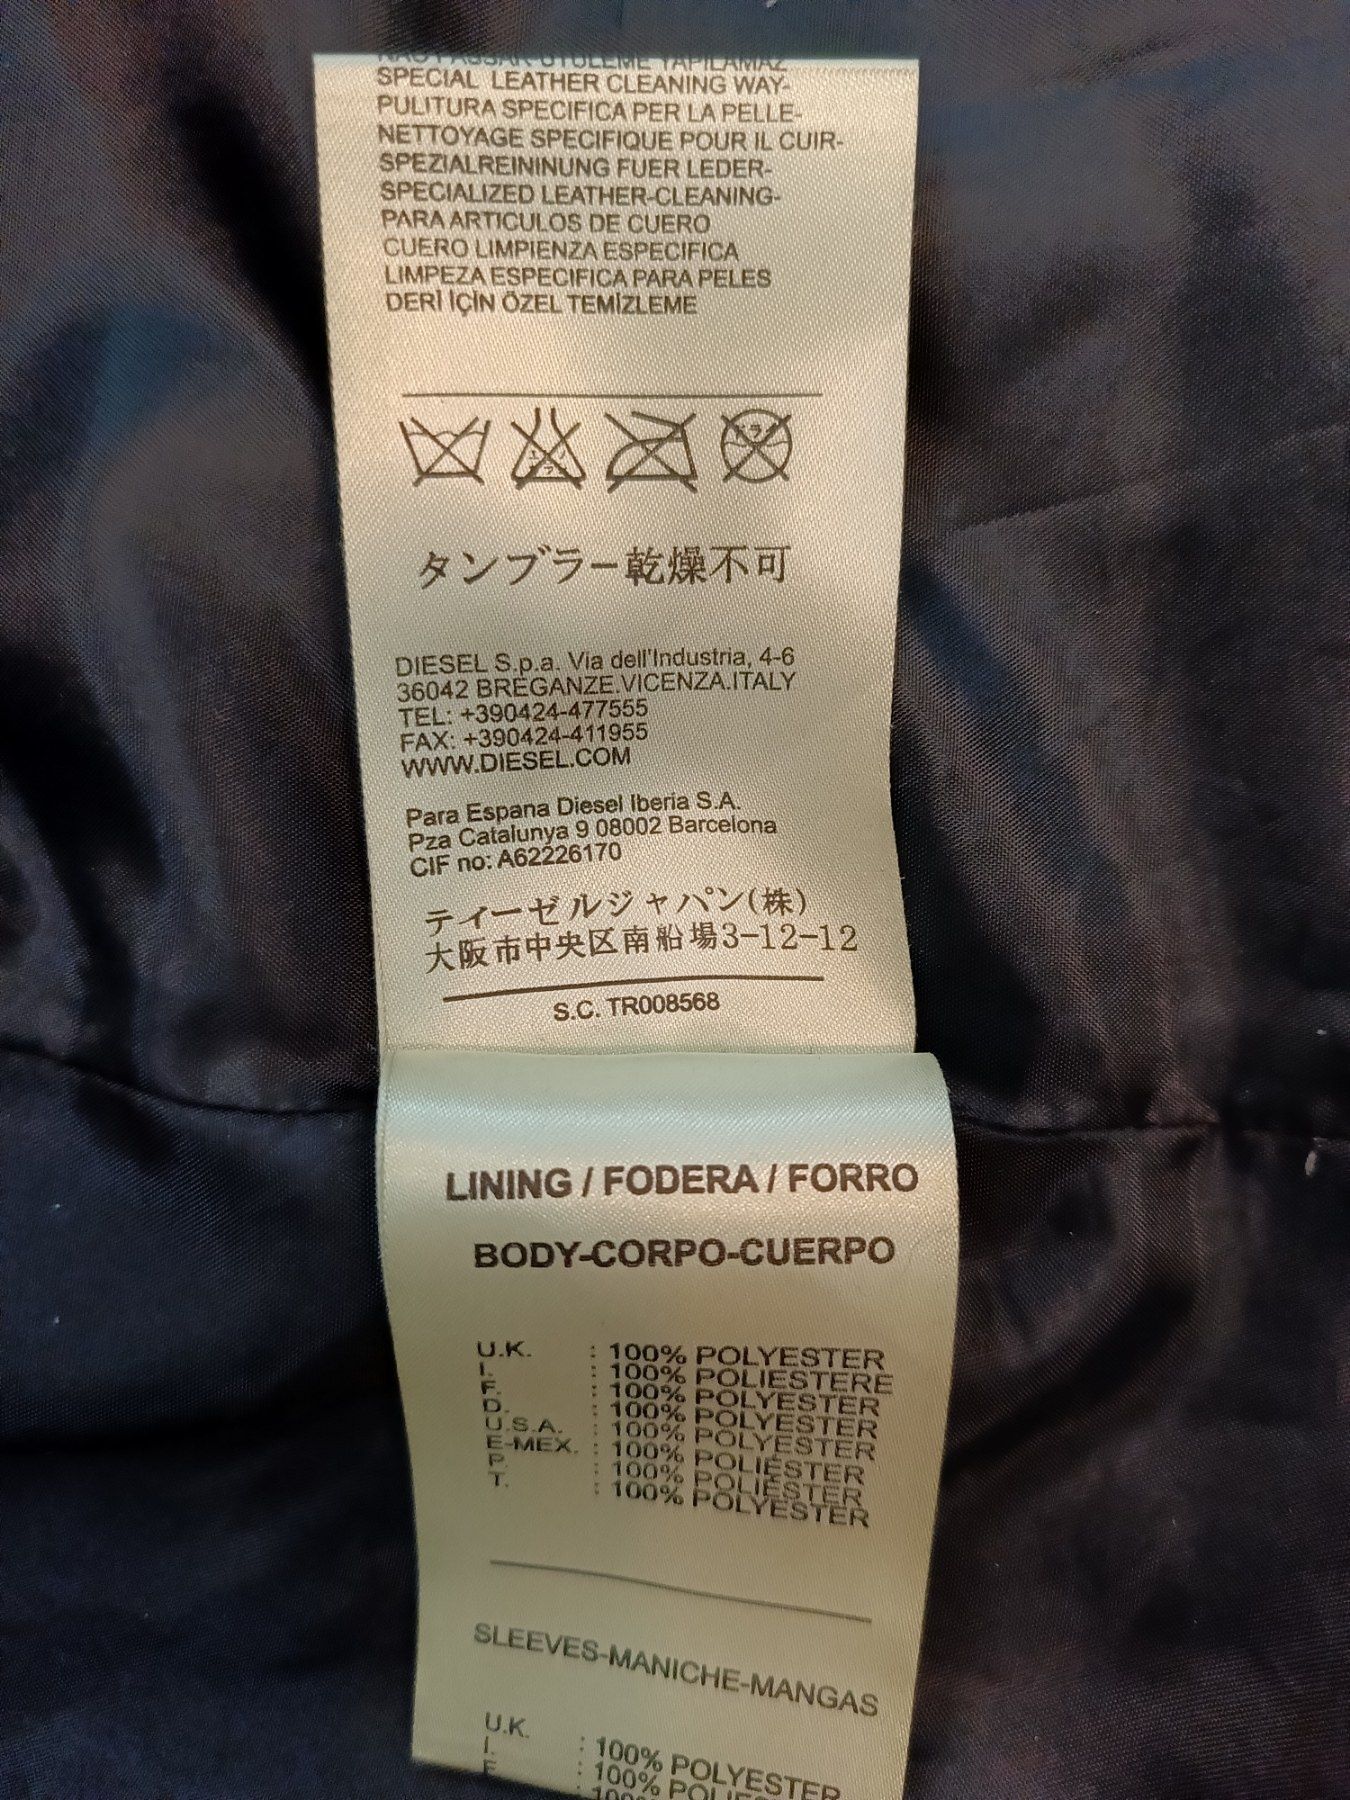 SPECIAL LEATHER CLEANING WAY-
PULITURA SPECIFICA PER LA PELLE-
NETTOYAGE SPECIFIQUE POUR IL CUIR-
SPEZIALREININUNG FUER LEDER-
SPECIALIZED LEATHER-CLEANING-
PARA ARTICULOS DE CUERO
CUERO LIMPIENZA ESPECIFICA
LIMPEZA ESPECIFICA PARA PELES
DERİ İÇİN ÖZEL TEMİZLEME
タンブラー乾燥不可
DIESEL S.p.a. Via dell'Industria, 4-6
36042 BREGANZE.VICENZA.ITALY
TEL: +390424-477555
FAX: +390424-411955
WWW.DIESEL.COM
Para Espana Diesel Iberia S.A.
Pza Catalunya 9 08002 Barcelona
CIF no: A62226170
ティーゼルジャパン(株)
大阪市中央区南船場3-12-12
S.C. TR008568
LINING / FODERA / FORRO
BODY-CORPO-CUERPO
U.K. : 100% POLYESTER
I. : 100% POLIESTERE
F. : 100% POLYESTER
D. : 100% POLYESTER
U.S.A. : 100% POLYESTER
E-MEX. : 100% POLIÉSTER
P. : 100% POLIÉSTER
T. : 100% POLYESTER
SLEEVES-MANICHE-MANGAS
U.K. : 100% POLYESTER
I. : 100%
F